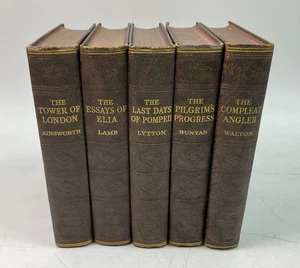 THE
TOWER OF
LONDON
AINSWORTH
THE
ESSAYS OF
ELIA
LAMB
THE
LAST DAYS
OF POMPEII
LYTTON
THE
PILGRIM'S
PROGRESS
BUNYAN
THE
COMPLEAT
ANGLER
WALTON